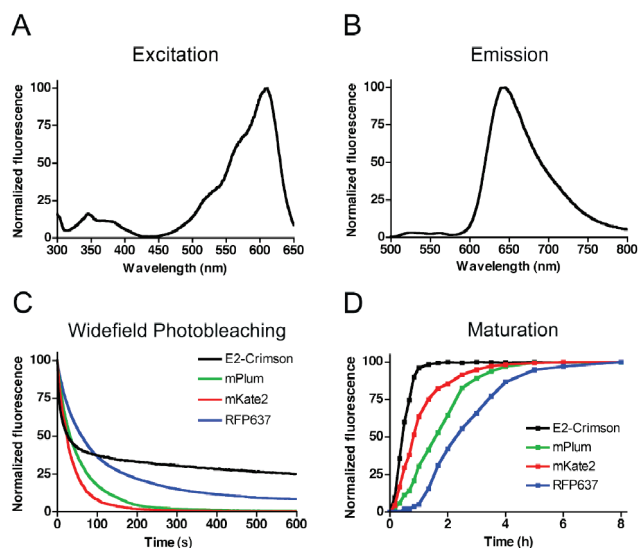 A
Excitation
Normalized fluorescence
100
75
50
25
300 350 400 450 500 550 600 650
Wavelength (nm)
B
Emission
Normalized fluorescence
100
75
50
25
500 550 600 650 700 750 800
Wavelength (nm)
C
Widefield Photobleaching
Normalized fluorescence
100
75
50
25
0
E2-Crimson
mPlum
mKate2
RFP637
0 100 200 300 400 500 600
Time (s)
D
Maturation
Normalized fluorescence
100
75
50
25
0
E2-Crimson
mPlum
mKate2
RFP637
0 2 4 6 8
Time (h)